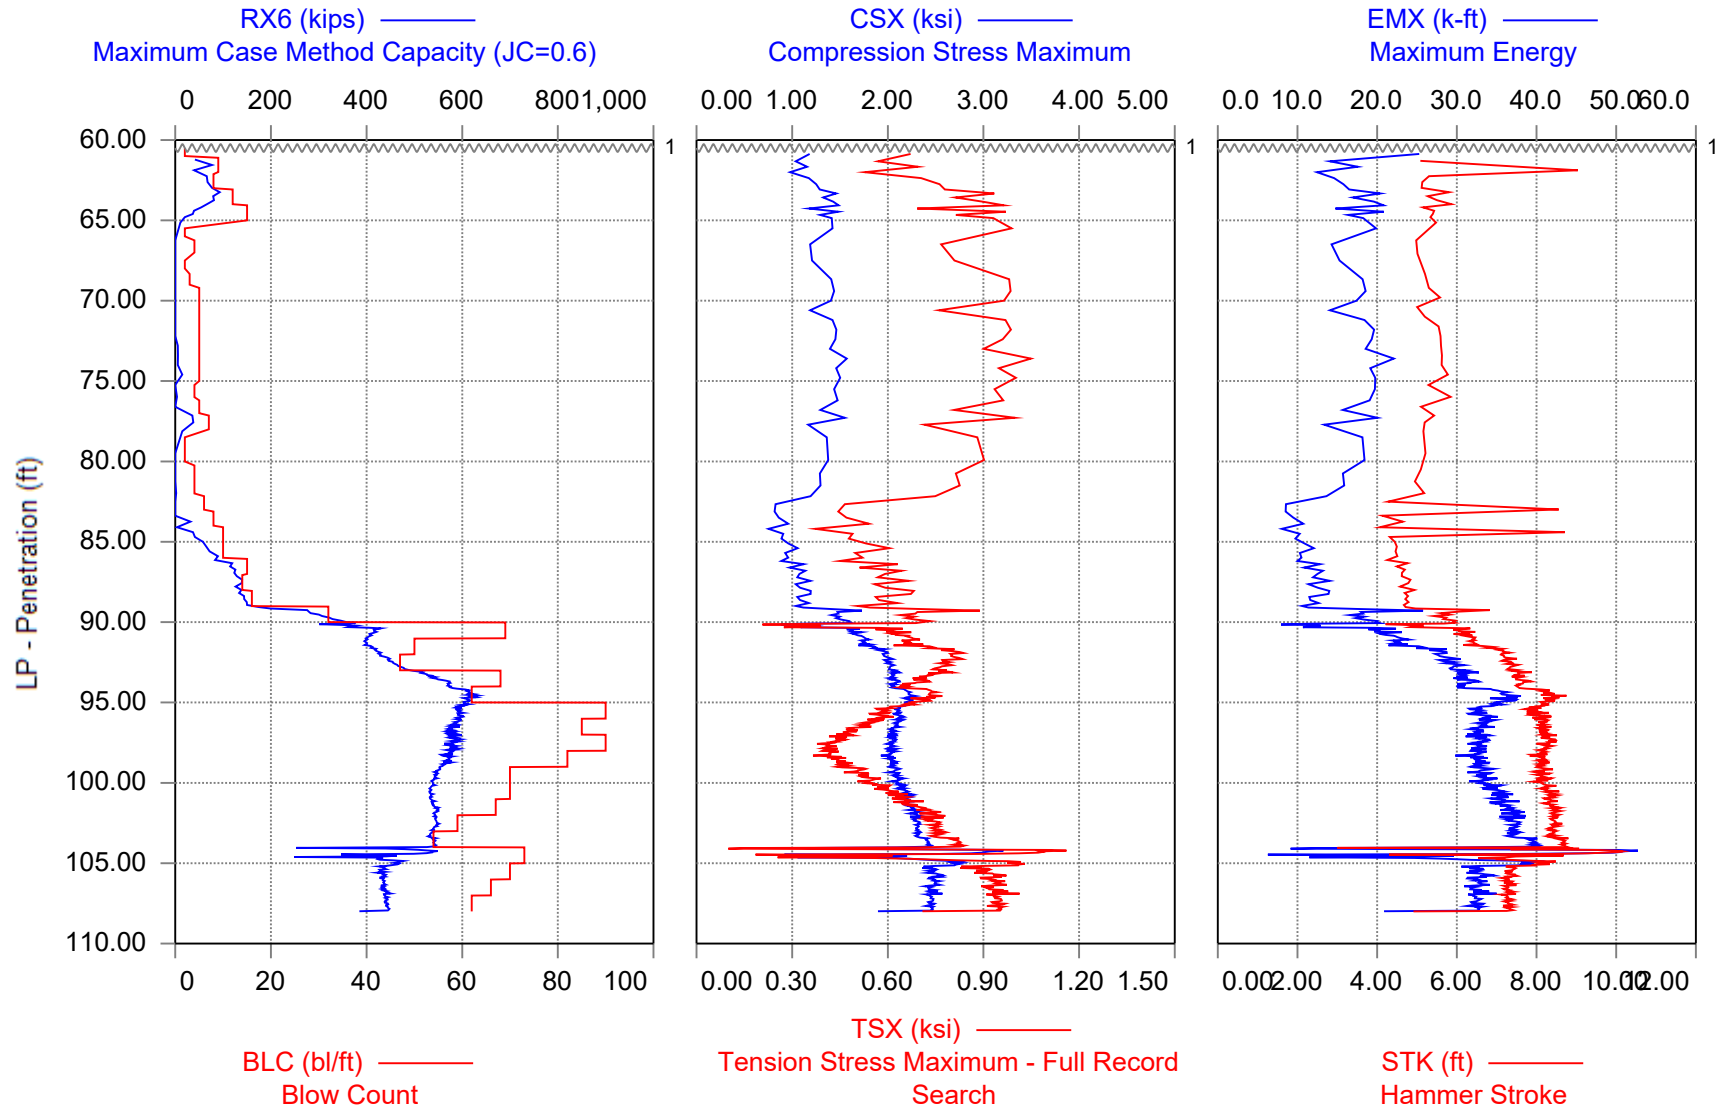 RX6 (kips) CSX (ksi) EMX (k-ft)
Maximum Case Method Capacity (JC=0.6) Compression Stress Maximum Maximum Energy
0 200 400 600 800 1,000 0.00 1.00 2.00 3.00 4.00 5.00 0.0 10.0 20.0 30.0 40.0 50.0 60.0
60.00 1 1 1
65.00
70.00
75.00
80.00
85.00
90.00
95.00
100.00
105.00
110.00
LP - Penetration (ft)
0 20 40 60 80 100 0.00 0.30 0.60 0.90 1.20 1.50 0.00 2.00 4.00 6.00 8.00 10.00 12.00
TSX (ksi)
BLC (bl/ft) Tension Stress Maximum - Full Record STK (ft)
Blow Count Search Hammer Stroke